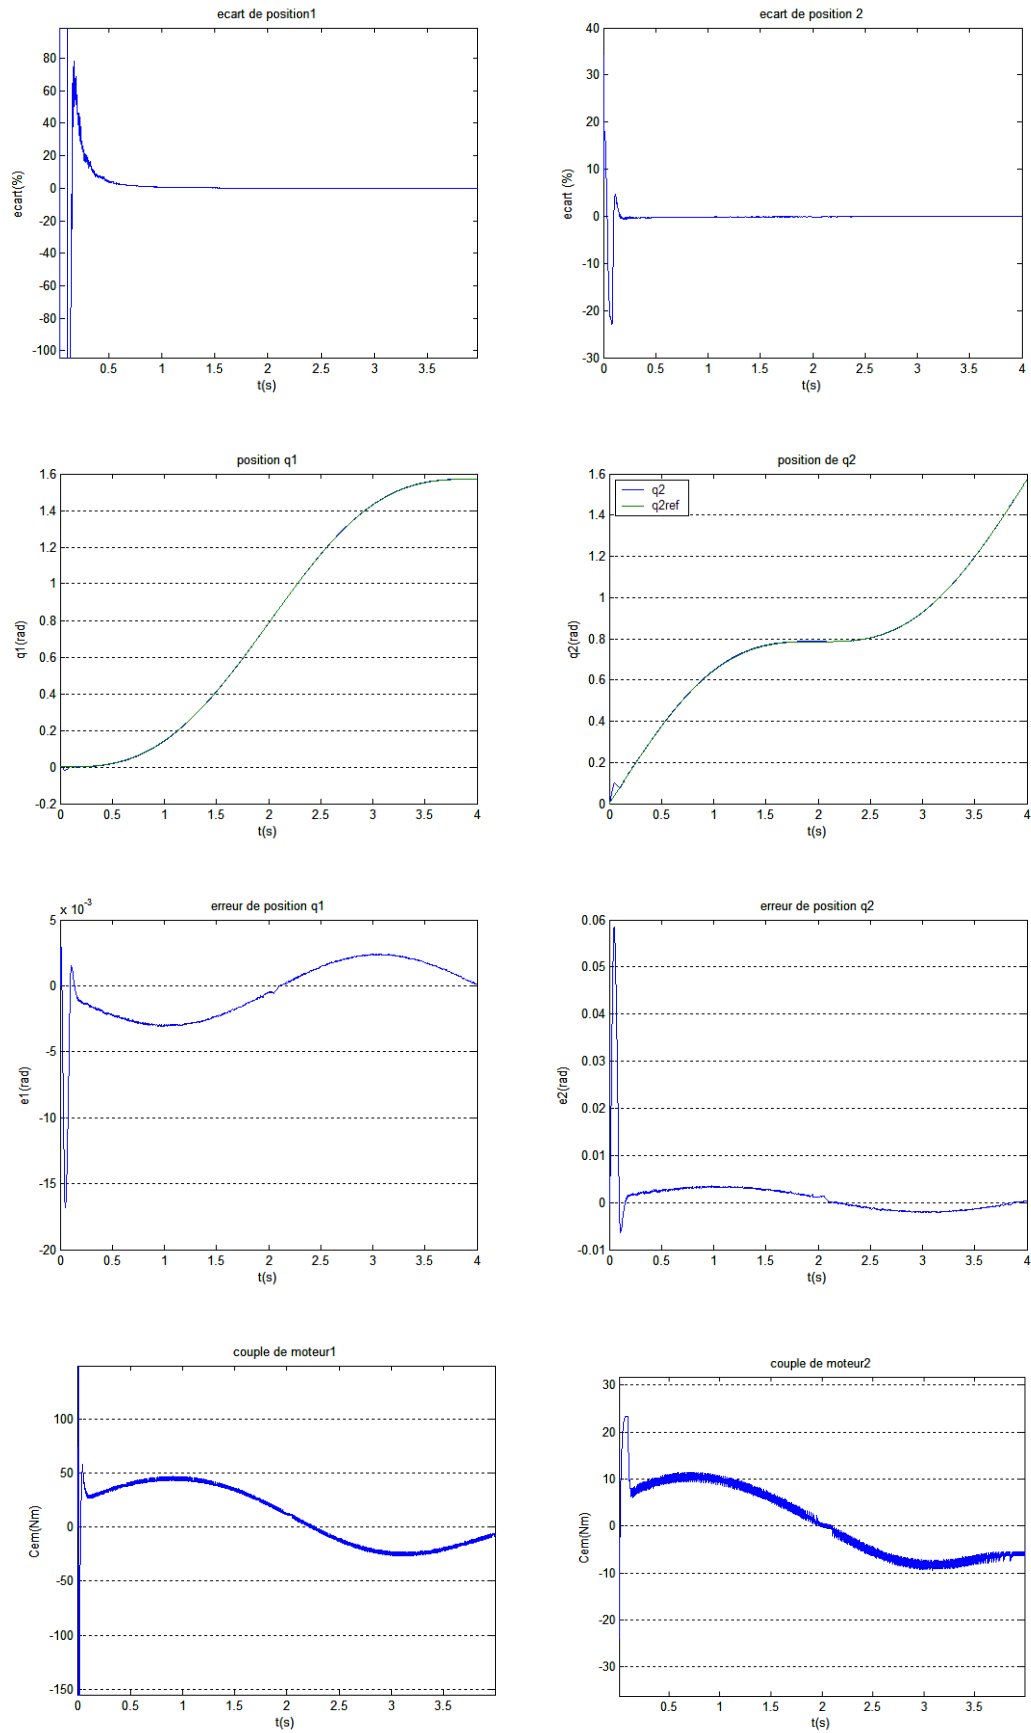 ecart de position1
80
60
40
20
0
-20
-40
-60
-80
-100
ecart(%)
0.5 1 1.5 2 2.5 3 3.5
t(s)
ecart de position 2
40
30
20
10
0
-10
-20
-30
ecart (%)
0 0.5 1 1.5 2 2.5 3 3.5 4
t(s)
position q1
1.6
1.4
1.2
1
0.8
0.6
0.4
0.2
0
-0.2
q1(rad)
0 0.5 1 1.5 2 2.5 3 3.5 4
t(s)
position de q2
q2
q2ref
1.6
1.4
1.2
1
0.8
0.6
0.4
0.2
0
q2(rad)
0 0.5 1 1.5 2 2.5 3 3.5 4
t(s)
erreur de position q1
x 10⁻³
5
0
-5
-10
-15
-20
e1(rad)
0 0.5 1 1.5 2 2.5 3 3.5 4
t(s)
erreur de position q2
0.06
0.05
0.04
0.03
0.02
0.01
0
-0.01
e2(rad)
0 0.5 1 1.5 2 2.5 3 3.5 4
t(s)
couple de moteur1
100
50
0
-50
-100
-150
Cem(Nm)
0 0.5 1 1.5 2 2.5 3 3.5
t(s)
couple de moteur2
30
20
10
0
-10
-20
-30
Cem(Nm)
0.5 1 1.5 2 2.5 3 3.5
t(s)